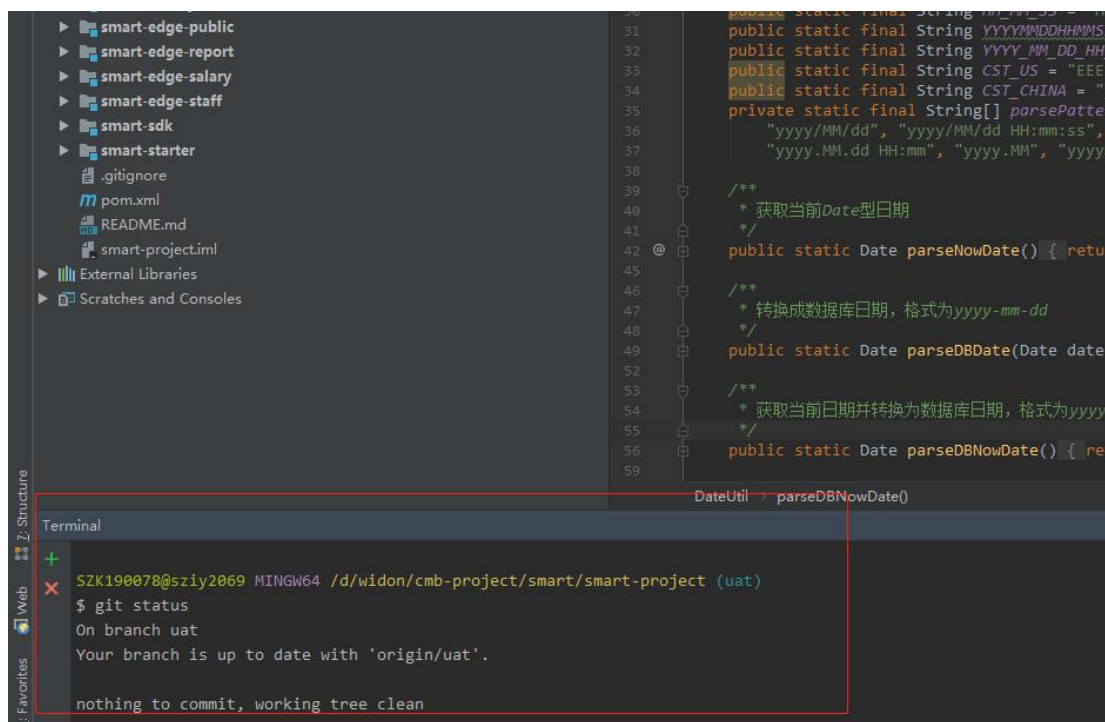 smart-edge-public
smart-edge-report
smart-edge-salary
smart-edge-staff
smart-sdk
smart-starter
.gitignore
pom.xml
README.md
smart-project.iml
External Libraries
Scratches and Consoles
31 public static final String YYYYMMDDHHMMS
32 public static final String YYYY_MM_DD_HH
33 public static final String CST_US = "EEE
34 public static final String CST_CHINA = "
35 private static final String[] parsePatte
36 "yyyy/MM/dd", "yyyy/MM/dd HH:mm:ss",
37 "yyyy.MM.dd HH:mm", "yyyy.MM", "yyyy
38
39 /**
40 * 获取当前Date型日期
41 */
42 @ public static Date parseNowDate() { retu
45
46 /**
47 * 转换成数据库日期，格式为yyyy-mm-dd
48 */
49 public static Date parseDBDate(Date date
52
53 /**
54 * 获取当前日期并转换为数据库日期，格式为yyyy
55 */
56 public static Date parseDBNowDate() { re
59
DateUtil › parseDBNowDate()
7: Structure
Web
: Favorites
Terminal
SZK190078@sziy2069 MINGW64 /d/widon/cmb-project/smart/smart-project (uat)
$ git status
On branch uat
Your branch is up to date with 'origin/uat'.
nothing to commit, working tree clean